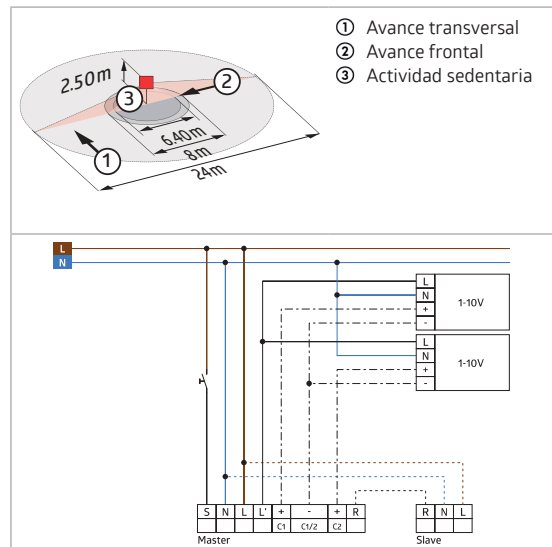 ① Avance transversal
② Avance frontal
③ Actividad sedentaria
2.50m
③
②
①
6.40m
8m
24m
L
N
L
N
+
-
1-10V
L
N
+
-
1-10V
S N L L' + - + R
C1 C1/2 C2
Master
R N L
Slave